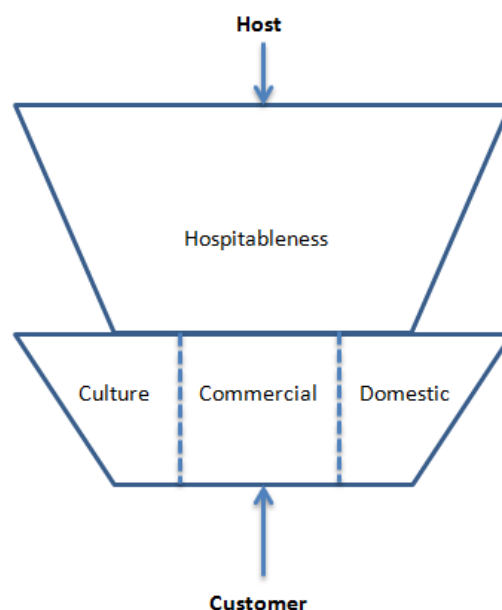 Host
Hospitableness
Culture
Commercial
Domestic
Customer